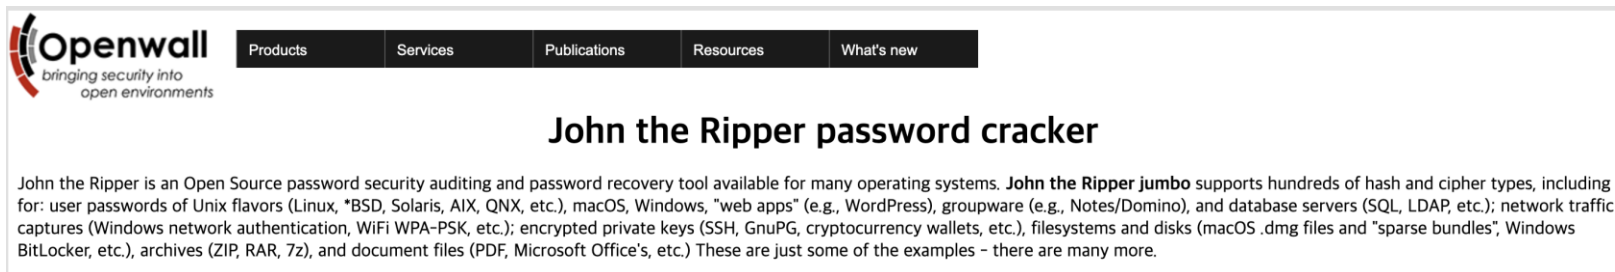 Openwall
bringing security into
open environments
Products Services Publications Resources What's new
John the Ripper password cracker
John the Ripper is an Open Source password security auditing and password recovery tool available for many operating systems. John the Ripper jumbo supports hundreds of hash and cipher types, including
for: user passwords of Unix flavors (Linux, *BSD, Solaris, AIX, QNX, etc.), macOS, Windows, "web apps" (e.g., WordPress), groupware (e.g., Notes/Domino), and database servers (SQL, LDAP, etc.); network traffic
captures (Windows network authentication, WiFi WPA-PSK, etc.); encrypted private keys (SSH, GnuPG, cryptocurrency wallets, etc.), filesystems and disks (macOS .dmg files and "sparse bundles", Windows
BitLocker, etc.), archives (ZIP, RAR, 7z), and document files (PDF, Microsoft Office's, etc.) These are just some of the examples - there are many more.